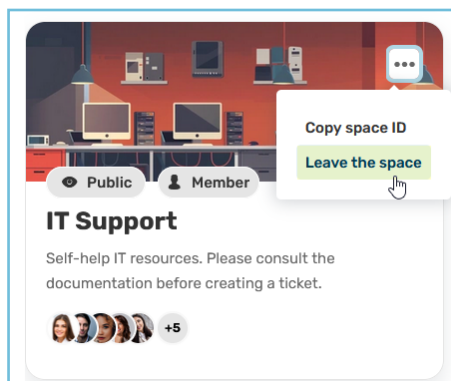 Copy space ID
Leave the space
Public
Member
IT Support
Self-help IT resources. Please consult the
documentation before creating a ticket.
+5